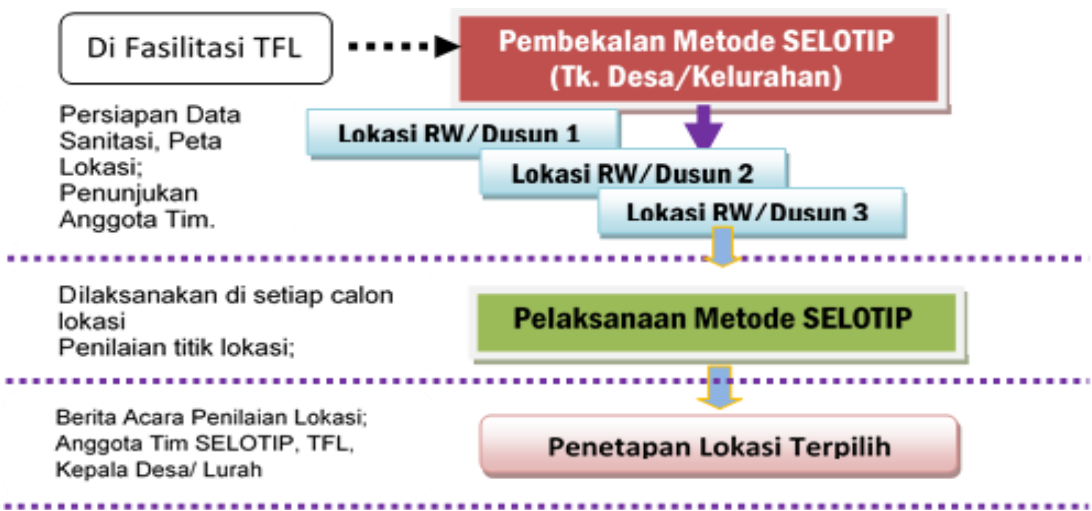 Di Fasilitasi TFL
Pembekalan Metode SELOTIP
(Tk. Desa/Kelurahan)
Persiapan Data
Sanitasi, Peta
Lokasi;
Penunjukan
Anggota Tim.
Lokasi RW/Dusun 1
Lokasi RW/Dusun 2
Lokasi RW/Dusun 3
Dilaksanakan di setiap calon
lokasi
Penilaian titik lokasi;
Pelaksanaan Metode SELOTIP
Berita Acara Penilaian Lokasi;
Anggota Tim SELOTIP, TFL,
Kepala Desa/ Lurah
Penetapan Lokasi Terpilih